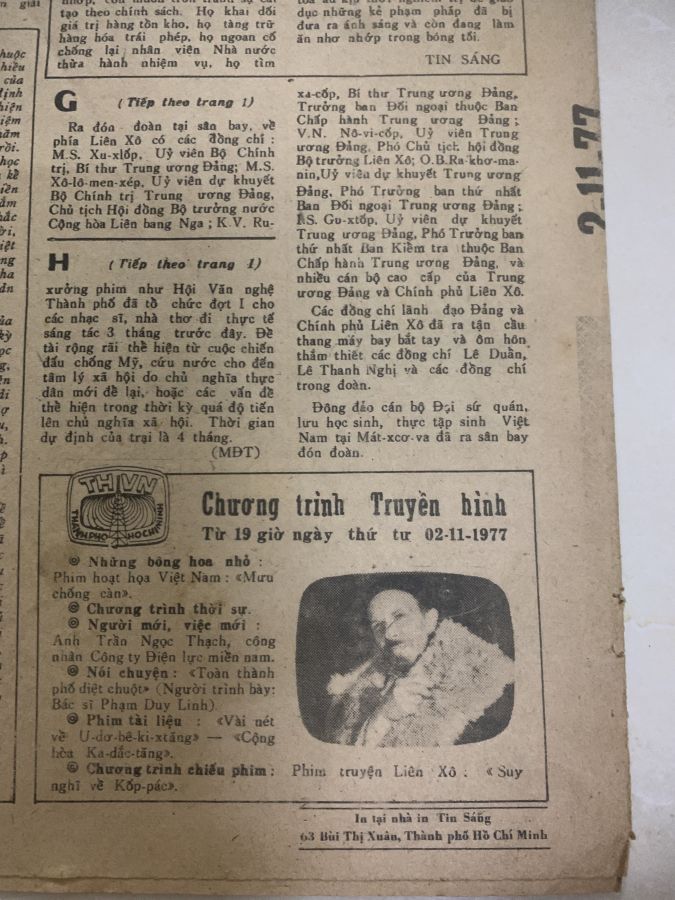 tạo theo chính sách. Họ khai dối
giá trị hàng tồn kho, họ tàng trữ
hàng hóa trái phép, họ ngoan cố
chống lại nhân viên Nhà nước
thừa hành nhiệm vụ, họ tìm
dục những kẻ phạm pháp đã bị
đưa ra ánh sáng và còn đang làm
ăn nhơ nhớp trong bóng tối.
TIN SÁNG
G (Tiếp theo trang 1)
Ra đón đoàn tại sân bay, về
phía Liên Xô có các đồng chí :
M.S. Xu-xlốp, Uỷ viên Bộ Chính
trị, Bí thư Trung ương Đảng; M.S.
Xô-lô-men-xép, Uỷ viên dự khuyết
Bộ Chính trị Trung ương Đảng,
Chủ tịch Hội đồng Bộ trưởng nước
Cộng hòa Liên bang Nga ; K.V. Ru-
H (Tiếp theo trang 1)
xưởng phim như Hội Văn nghệ
Thành phố đã tổ chức đợt I cho
các nhạc sĩ, nhà thơ đi thực tế
sáng tác 3 tháng trước đây. Đề
tài rộng rãi thể hiện từ cuộc chiến
đấu chống Mỹ, cứu nước cho đến
tâm lý xã hội do chủ nghĩa thực
dân mới để lại, hoặc các vấn đề
thể hiện trong thời kỳ quá độ tiến
lên chủ nghĩa xã hội. Thời gian
dự định của trại là 4 tháng.
(MĐT)
xa-cốp, Bí thư Trung ương Đảng,
Trưởng ban Đối ngoại thuộc Ban
Chấp hành Trung ương Đảng ;
V.N. Nô-vi-cốp, Uỷ viên Trung
ương Đảng, Phó Chủ tịch hội đồng
Bộ trưởng Liên Xô; O.B.Ra-khơ-ma-
nin,Uỷ viên dự khuyết Trung ương
Đảng, Phó Trưởng ban thứ nhất
Ban Đối ngoại Trung ương Đảng ;
I.S. Gu-xtốp, Uỷ viên dự khuyết
Trung ương Đảng, Phó Trưởng ban
thứ nhất Ban Kiểm tra thuộc Ban
Chấp hành Trung ương Đảng, và
nhiều cán bộ cao cấp của Trung
ương Đảng và Chính phủ Liên Xô.
Các đồng chí lãnh đạo Đảng và
Chính phủ Liên Xô đã ra tận cầu
thang máy bay bắt tay và ôm hôn
thắm thiết các đồng chí Lê Duẩn,
Lê Thanh Nghị và các đồng chí
trong đoàn.
Đông đảo cán bộ Đại sứ quán,
lưu học sinh, thực tập sinh Việt
Nam tại Mát-xcơ-va đã ra sân bay
đón đoàn.
2-11-77
THVN
THÀNH PHỐ HỒ CHÍ MINH
Chương trình Truyền hình
Từ 19 giờ ngày thứ tư 02-11-1977
Những bông hoa nhỏ :
Phim hoạt họa Việt Nam : «Mưu
chống càn».
Chương trình thời sự.
Người mới, việc mới :
Anh Trần Ngọc Thạch, công
nhân Công ty Điện lực miền nam.
Nói chuyện : «Toàn thành
phố diệt chuột» (Người trình bày:
Bác sĩ Phạm Duy Linh).
Phim tài liệu : «Vài nét
về U-dơ-bê-ki-xtăng» — «Cộng
hòa Ka-dắc-tăng».
Chương trình chiếu phim : Phim truyện Liên Xô : «Suy
nghĩ về Kốp-pác».
In tại nhà in Tin Sáng
63 Bùi Thị Xuân, Thành phố Hồ Chí Minh